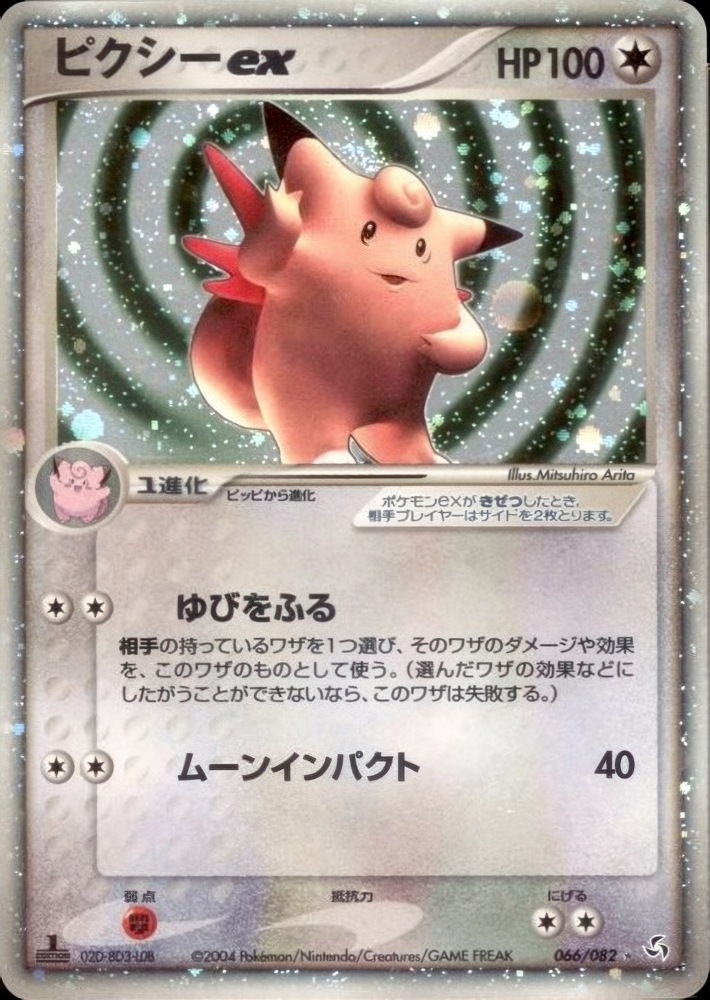 ピクシーex HP100
Illus.Mitsuhiro Arita
1進化
ピッピから進化
ポケモンexがきぜつしたとき、
相手プレイヤーはサイドを2枚とります。
ゆびをふる
相手の持っているワザを1つ選び、そのワザのダメージや効果
を、このワザのものとして使う。(選んだワザの効果などに
したがうことができないなら、このワザは失敗する。)
ムーンインパクト 40
弱点 抵抗力 にげる
1 EDITION 020-8D3-L0B ©2004 Pokémon/Nintendo/Creatures/GAME FREAK 066/082